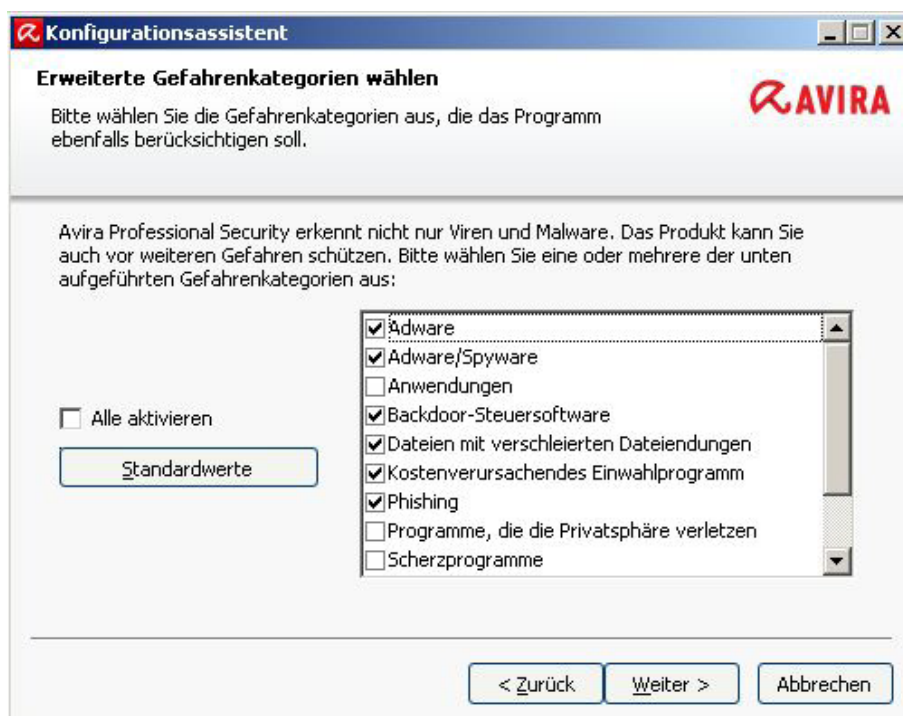 Konfigurationsassistent
Erweiterte Gefahrenkategorien wählen
Bitte wählen Sie die Gefahrenkategorien aus, die das Programm
ebenfalls berücksichtigen soll.
AVIRA
Avira Professional Security erkennt nicht nur Viren und Malware. Das Produkt kann Sie
auch vor weiteren Gefahren schützen. Bitte wählen Sie eine oder mehrere der unten
aufgeführten Gefahrenkategorien aus:
Adware
Adware/Spyware
Anwendungen
Backdoor-Steuersoftware
Dateien mit verschleierten Dateiendungen
Kostenverursachendes Einwahlprogramm
Phishing
Programme, die die Privatsphäre verletzen
Scherzprogramme
Alle aktivieren
Standardwerte
< Zurück
Weiter >
Abbrechen